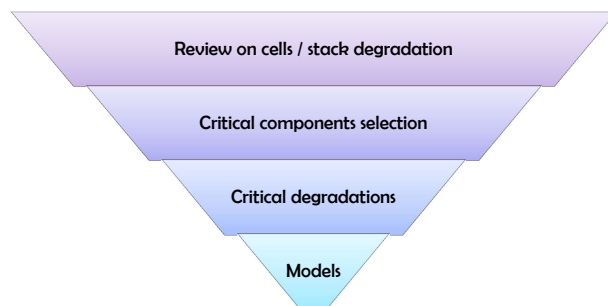 Review on cells / stack degradation
Critical components selection
Critical degradations
Models